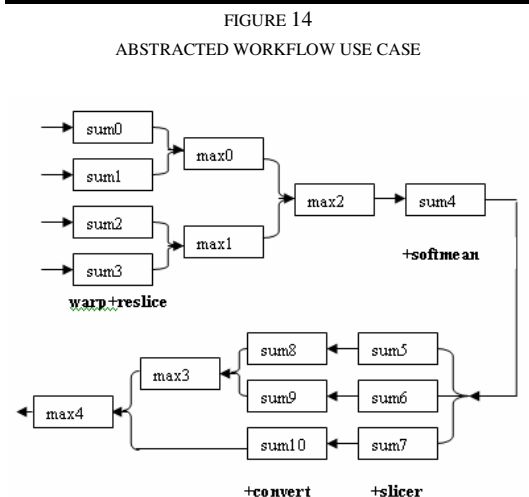 FIGURE 14
ABSTRACTED WORKFLOW USE CASE
sum0
sum1
max0
sum2
sum3
max1
max2
sum4
warp+reslice
+softmean
sum8
sum5
max3
sum9
sum6
max4
sum10
sum7
+convert
+slicer